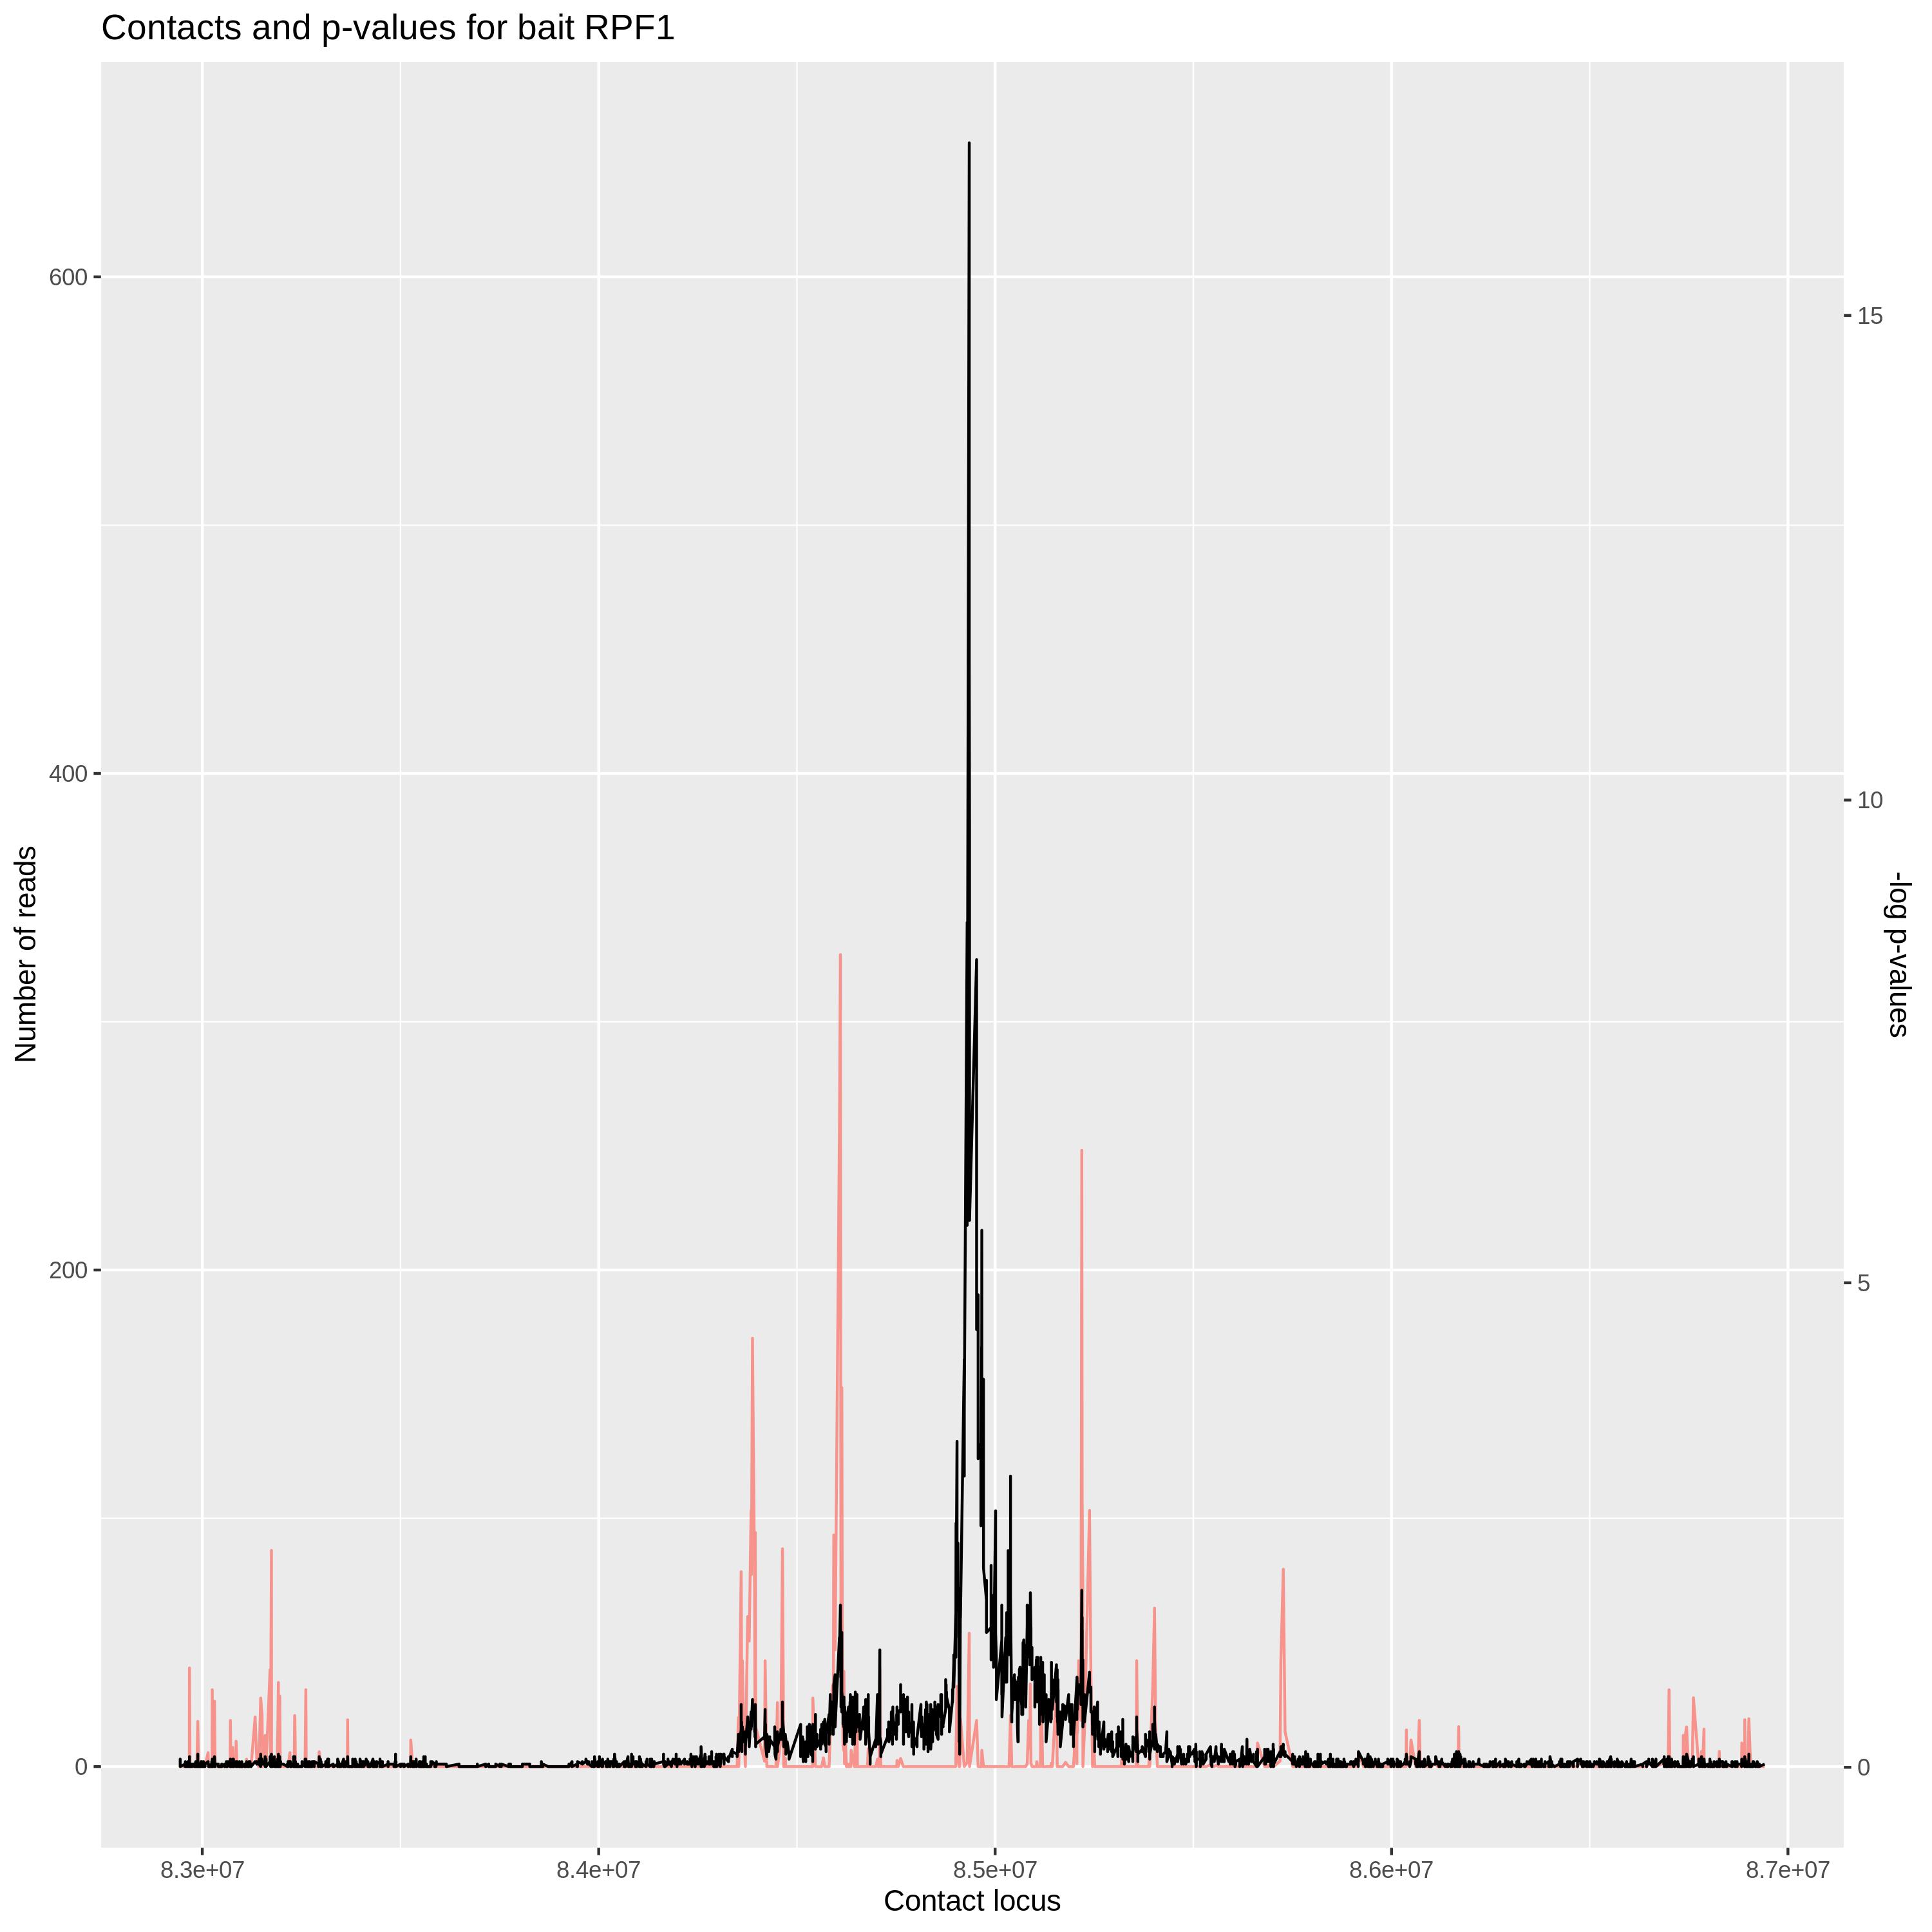 Contacts and p-values for bait RPF1
600
400
200
0
Number of reads
15
10
5
0
-log p-values
8.3e+07
8.4e+07
8.5e+07
8.6e+07
8.7e+07
Contact locus